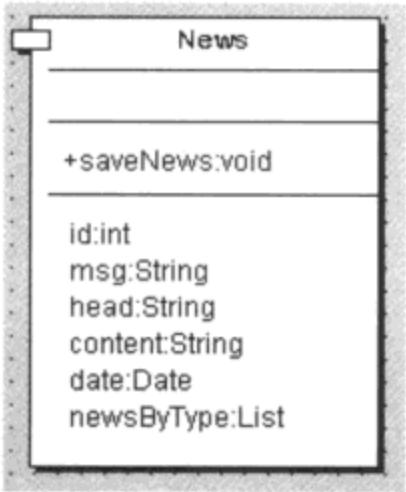 News
+saveNews:void
id:int
msg:String
head:String
content:String
date:Date
newsByType:List